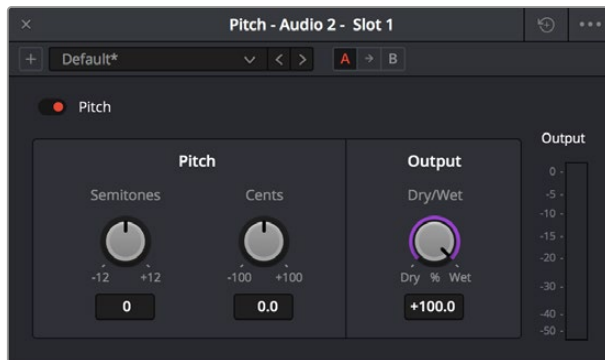 Pitch - Audio 2 - Slot 1
Default*
A B
Pitch
Pitch
Semitones
-12 +12
0
Cents
-100 +100
0.0
Output
Dry/Wet
Dry % Wet
+100.0
Output
0 -
-5 -
-10 -
-15 -
-20 -
-30 -
-40 -
-50 -